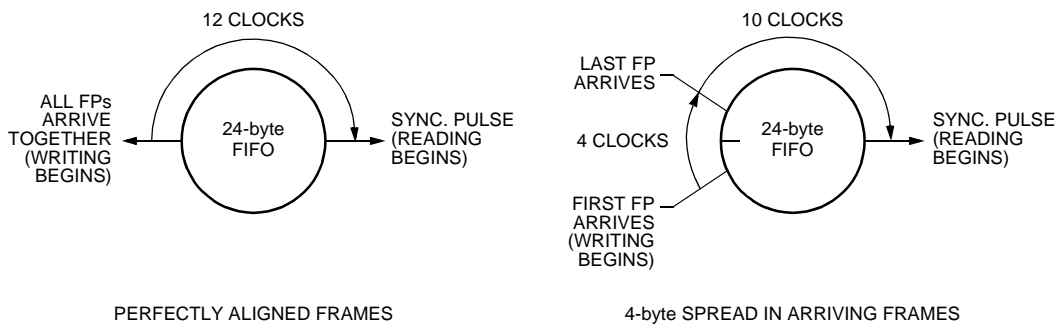 12 CLOCKS
ALL FPs
ARRIVE
TOGETHER
(WRITING
BEGINS)
24-byte
FIFO
SYNC. PULSE
(READING
BEGINS)
PERFECTLY ALIGNED FRAMES
10 CLOCKS
LAST FP
ARRIVES
4 CLOCKS
FIRST FP
ARRIVES
(WRITING
BEGINS)
24-byte
FIFO
SYNC. PULSE
(READING
BEGINS)
4-byte SPREAD IN ARRIVING FRAMES